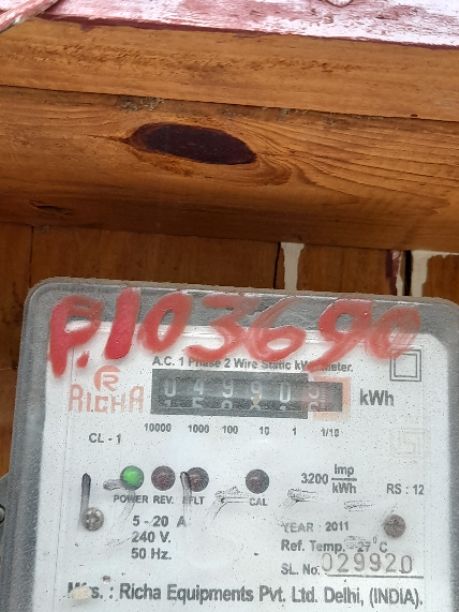 P.103690
A.C. 1 Phase 2 Wire Static kWh Meter.
R
RICHA
kWh
10000 1000 100 10 1 1/10
CL - 1
POWER REV. EFLT CAL
3200 Imp/kWh
RS : 12
5 - 20 A
240 V.
50 Hz.
YEAR : 2011
Ref. Temp. 27°C
SL. No. 029920
Mfrs. : Richa Equipments Pvt. Ltd. Delhi, (INDIA).